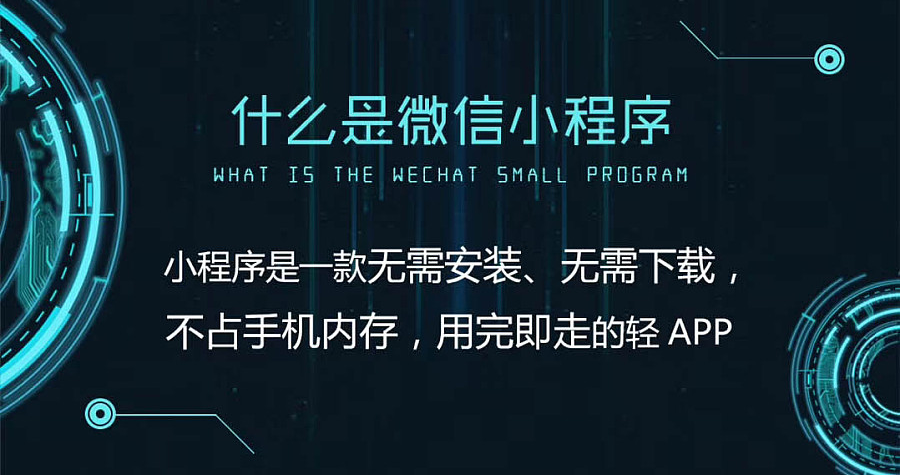 什么是微信小程序
WHAT IS THE WECHAT SMALL PROGRAM
小程序是一款无需安装、无需下载，
不占手机内存，用完即走的轻 APP